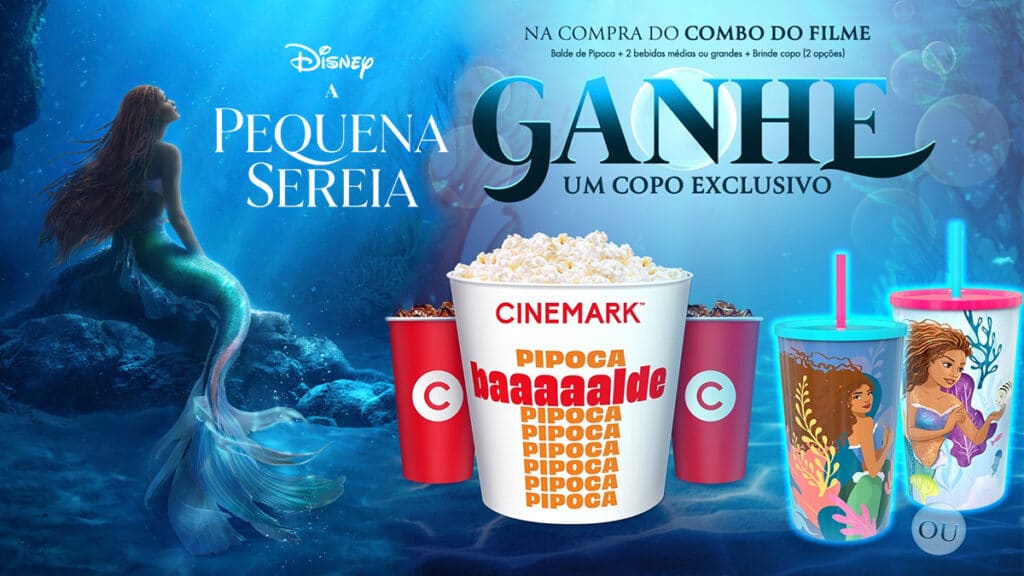 Disney
A
PEQUENA
SEREIA
NA COMPRA DO COMBO DO FILME
Balde de Pipoca + 2 bebidas médias ou grandes + Brinde copo (2 opções)
GANHE
UM COPO EXCLUSIVO
CINEMARK™
PIPOCA
baaaaalde
PIPOCA
PIPOCA
PIPOCA
PIPOCA
PIPOCA
PIPOCA
C
C
OU